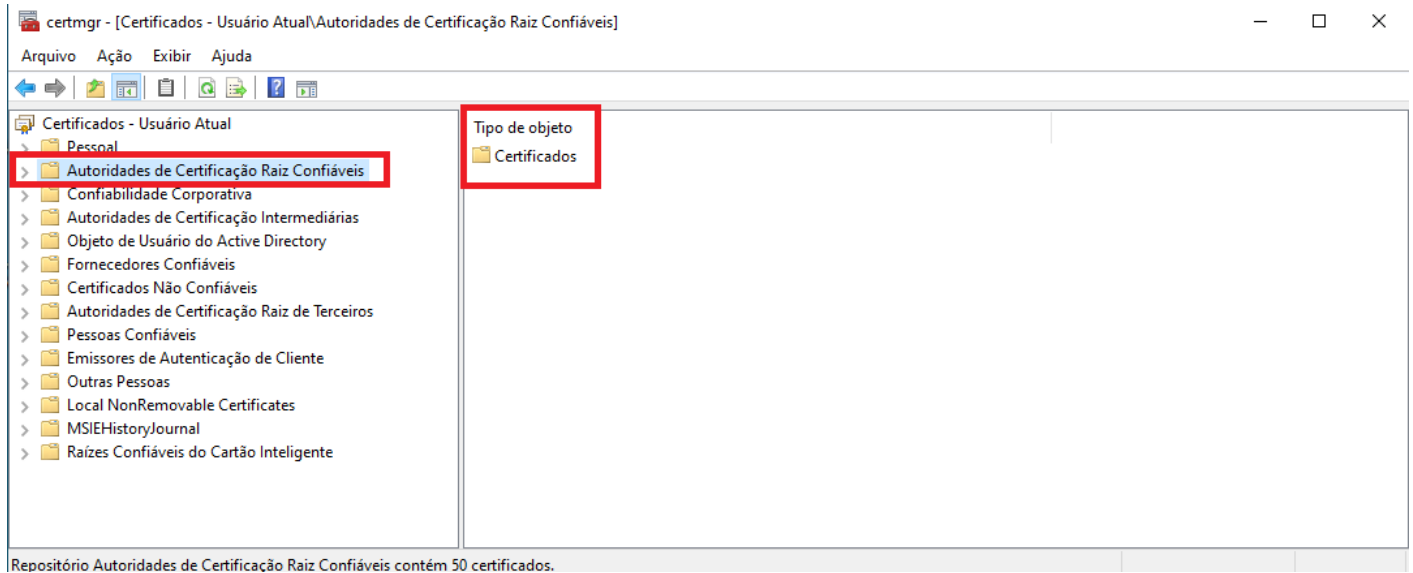 certmgr - [Certificados - Usuário Atual\Autoridades de Certificação Raiz Confiáveis]
Arquivo Ação Exibir Ajuda
Certificados - Usuário Atual
Pessoal
Autoridades de Certificação Raiz Confiáveis
Confiabilidade Corporativa
Autoridades de Certificação Intermediárias
Objeto de Usuário do Active Directory
Fornecedores Confiáveis
Certificados Não Confiáveis
Autoridades de Certificação Raiz de Terceiros
Pessoas Confiáveis
Emissores de Autenticação de Cliente
Outras Pessoas
Local NonRemovable Certificates
MSIEHistoryJournal
Raízes Confiáveis do Cartão Inteligente
Tipo de objeto
Certificados
Repositório Autoridades de Certificação Raiz Confiáveis contém 50 certificados.